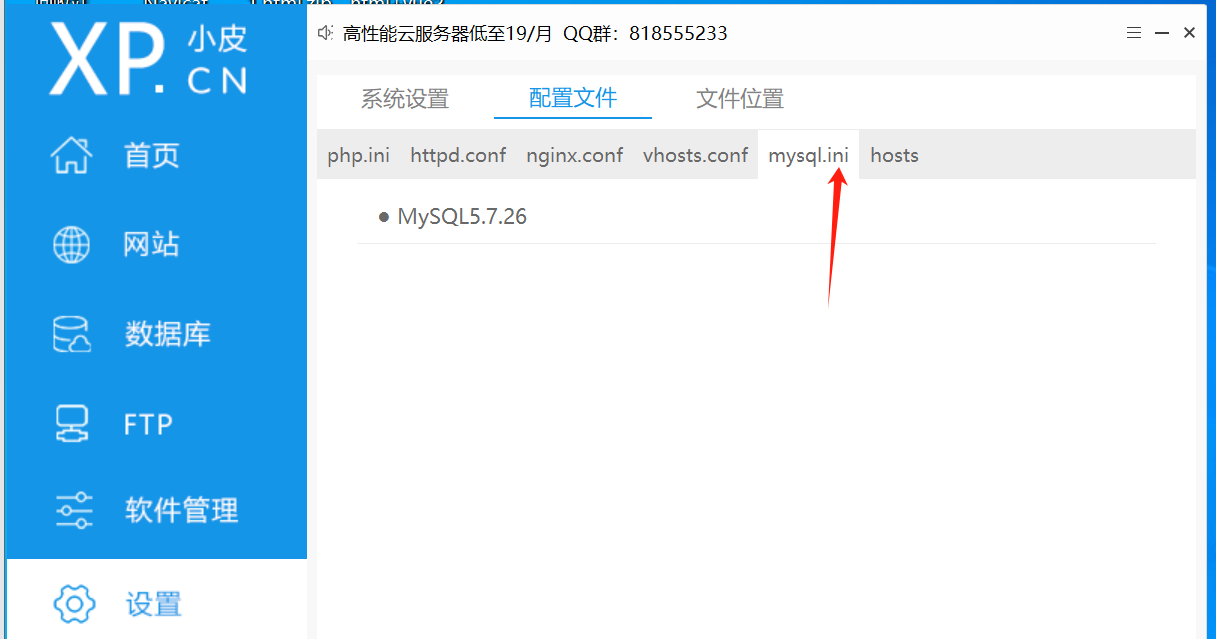 Navicat
XP.小皮
CN
高性能云服务器低至19/月 QQ群：818555233
系统设置 配置文件 文件位置
php.ini httpd.conf nginx.conf vhosts.conf mysql.ini hosts
MySQL5.7.26
首页
网站
数据库
FTP
软件管理
设置